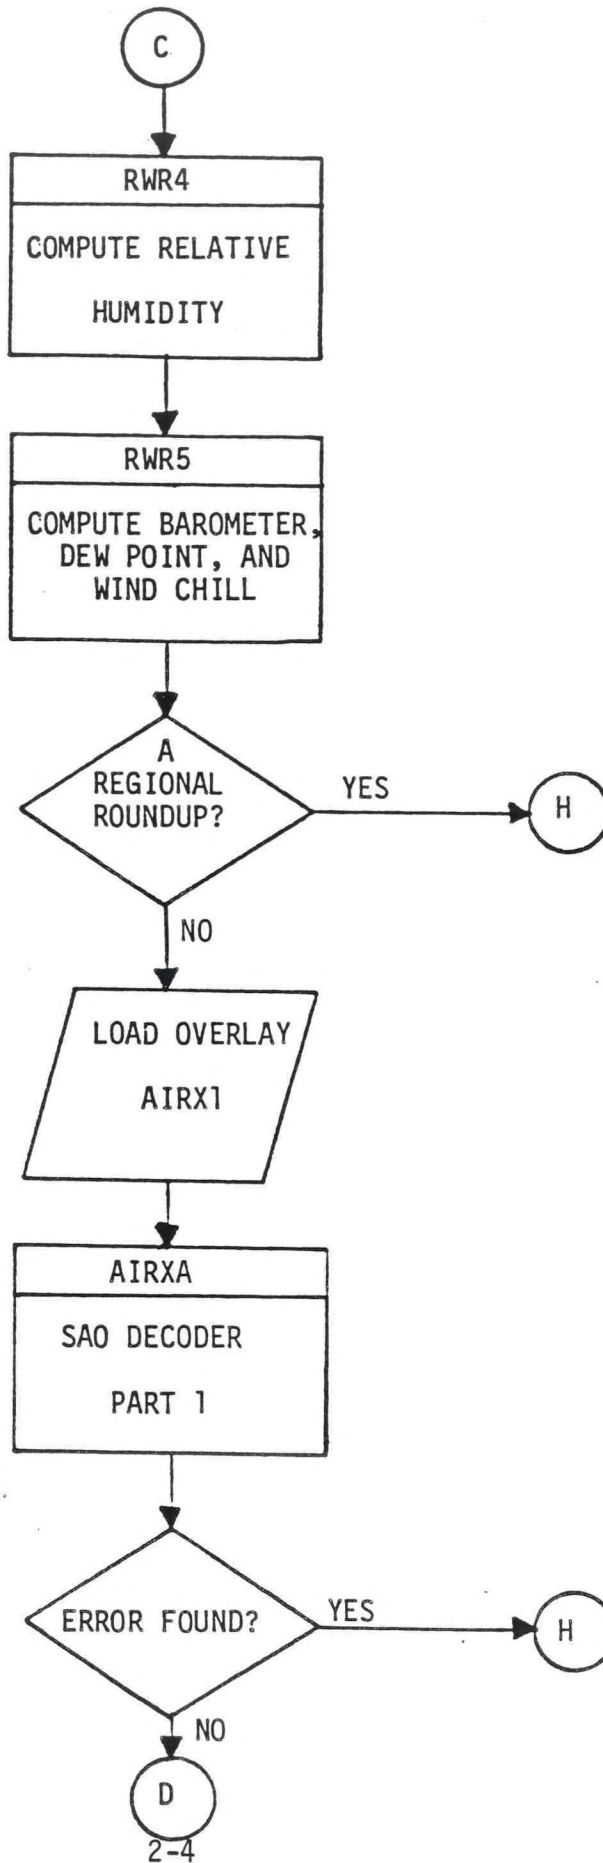 C
RWR4
COMPUTE RELATIVE
HUMIDITY
RWR5
COMPUTE BAROMETER,
DEW POINT, AND
WIND CHILL
A
REGIONAL
ROUNDUP?
YES
H
NO
LOAD OVERLAY
AIRX1
AIRXA
SAO DECODER
PART 1
ERROR FOUND?
YES
H
NO
D
2-4